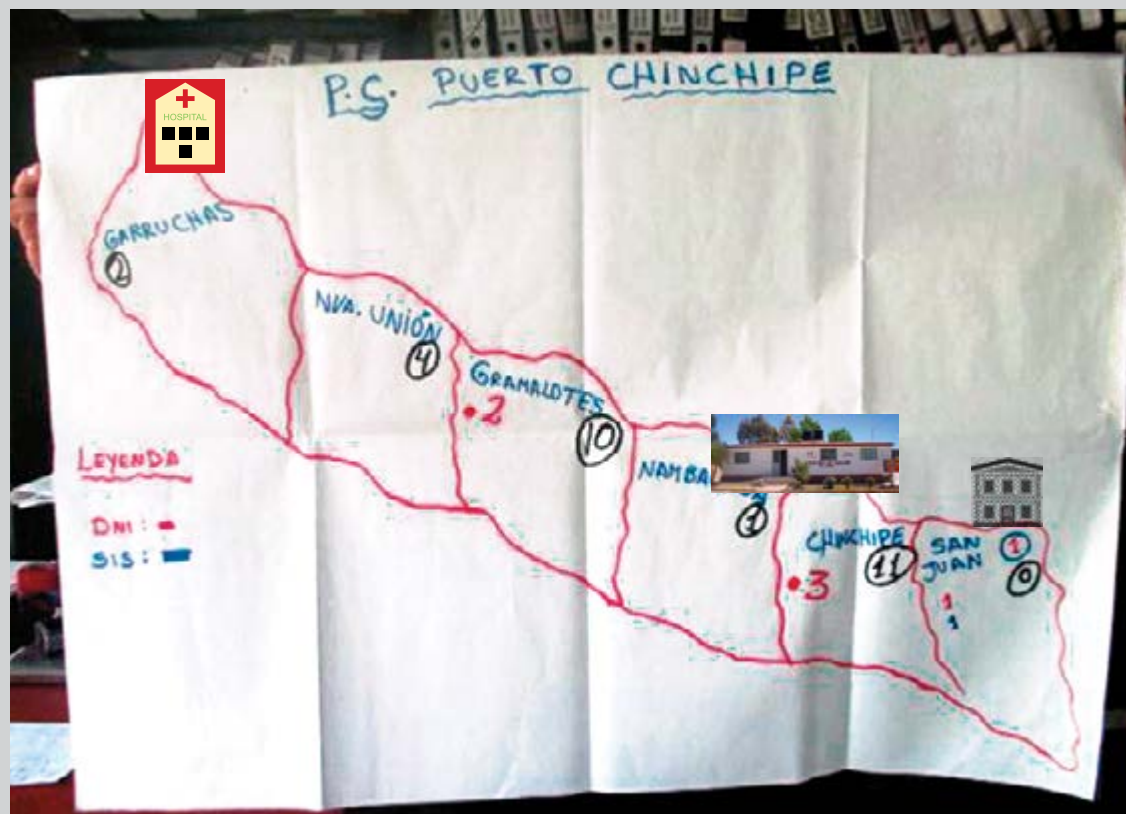 P.S. PUERTO CHINCHIPE
HOSPITAL
GARRUCHAS
2
NVA. UNIÓN
4
GRAMALOTES
2
10
1
CHINCHIPE
11
3
SAN JUAN
1
0
1
1
LEYENDA
DNI :
SIS :